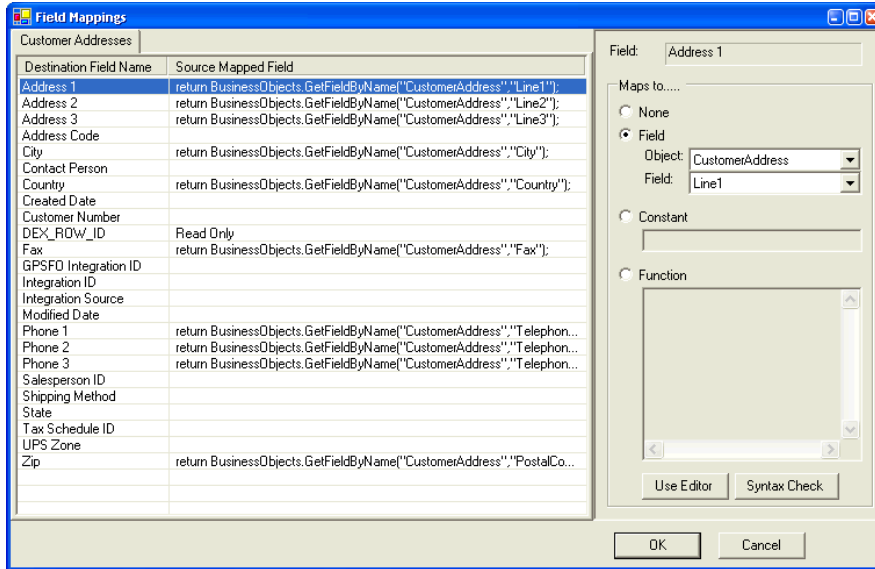 Field Mappings
Customer Addresses
Destination Field Name Source Mapped Field
Address 1 return BusinessObjects.GetFieldByName("CustomerAddress","Line1");
Address 2 return BusinessObjects.GetFieldByName("CustomerAddress","Line2");
Address 3 return BusinessObjects.GetFieldByName("CustomerAddress","Line3");
Address Code
City return BusinessObjects.GetFieldByName("CustomerAddress","City");
Contact Person
Country return BusinessObjects.GetFieldByName("CustomerAddress","Country");
Created Date
Customer Number
DEX_ROW_ID Read Only
Fax return BusinessObjects.GetFieldByName("CustomerAddress","Fax");
GPSFO Integration ID
Integration ID
Integration Source
Modified Date
Phone 1 return BusinessObjects.GetFieldByName("CustomerAddress","Telephon...
Phone 2 return BusinessObjects.GetFieldByName("CustomerAddress","Telephon...
Phone 3 return BusinessObjects.GetFieldByName("CustomerAddress","Telephon...
Salesperson ID
Shipping Method
State
Tax Schedule ID
UPS Zone
Zip return BusinessObjects.GetFieldByName("CustomerAddress","PostalCo...
Field: Address 1
Maps to.....
None
Field
Object: CustomerAddress
Field: Line1
Constant
Function
Use Editor Syntax Check
OK Cancel